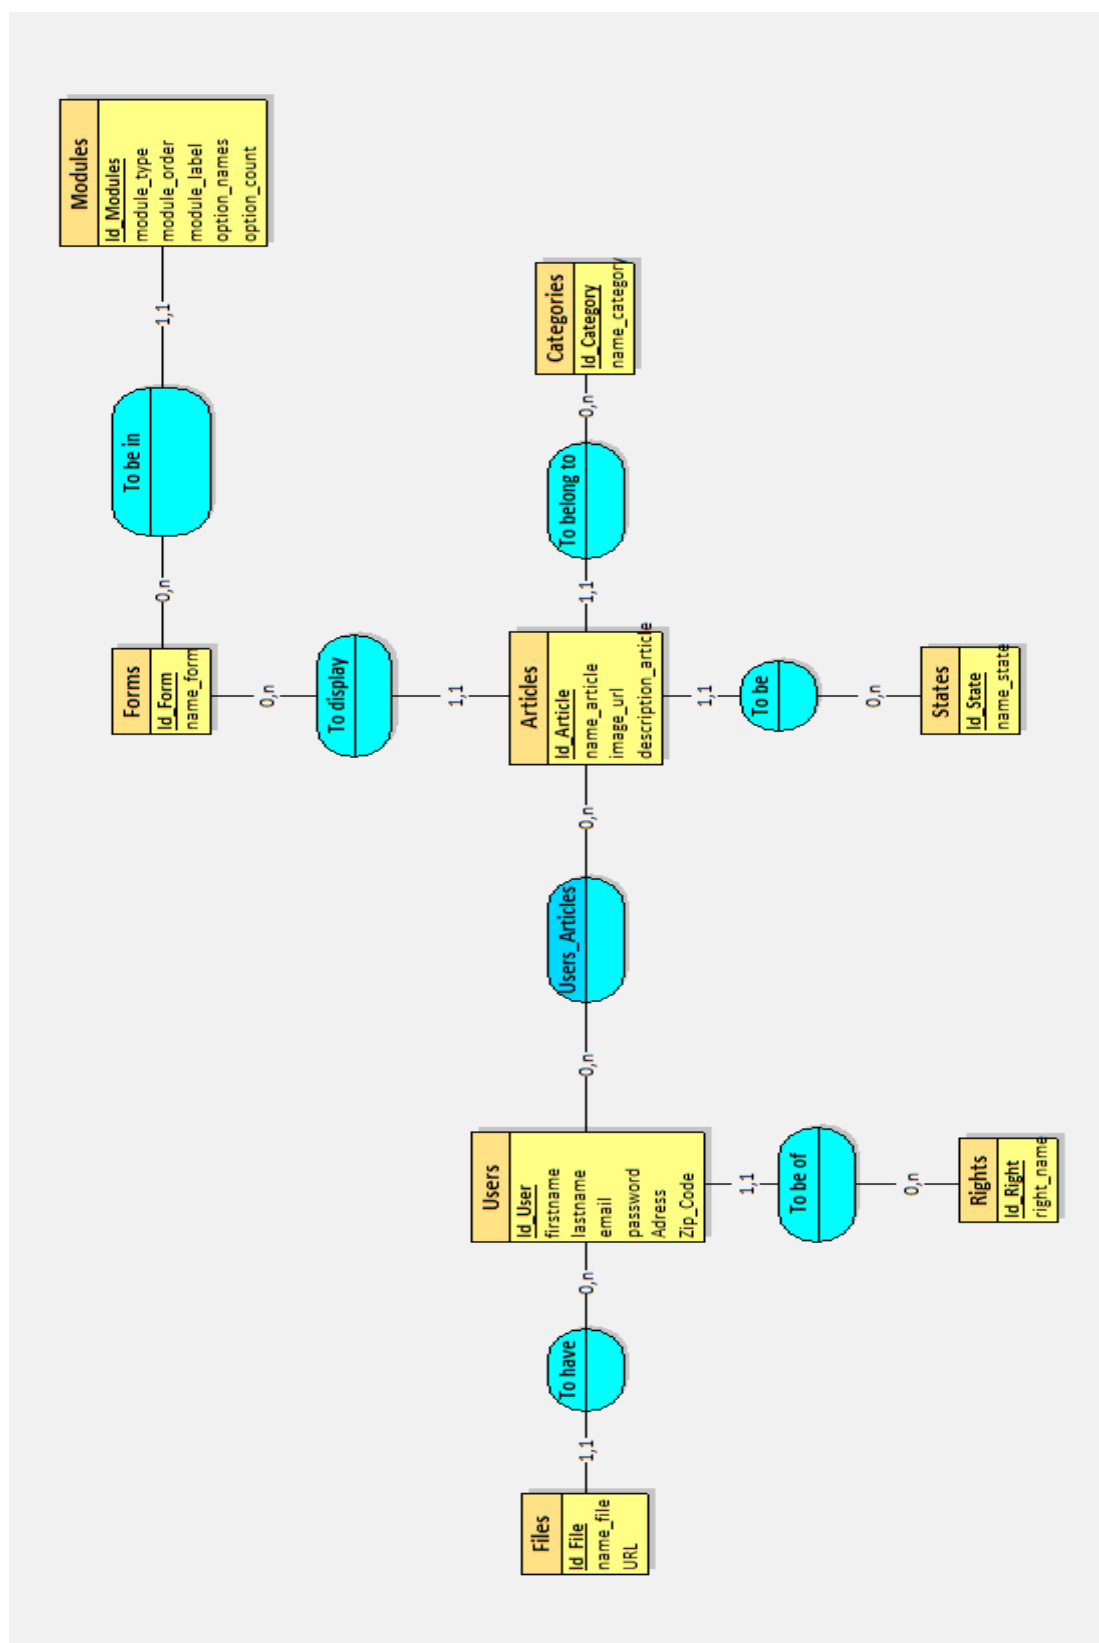 Modules
Id_Modules
module_type
module_order
module_label
option_names
option_count
1,1
To be in
0,n
Forms
Id_Form
name_form
0,n
To display
1,1
Categories
Id_Category
name_category
0,n
To belong to
1,1
Articles
Id_Article
name_article
image_url
description_article
1,1
To be
0,n
States
Id_State
name_state
0,n
Users_Articles
0,n
Users
Id_User
firstname
lastname
email
password
Adress
Zip_Code
1,1
To be of
0,n
Rights
Id_Right
right_name
0,n
To have
1,1
Files
Id_File
name_file
URL